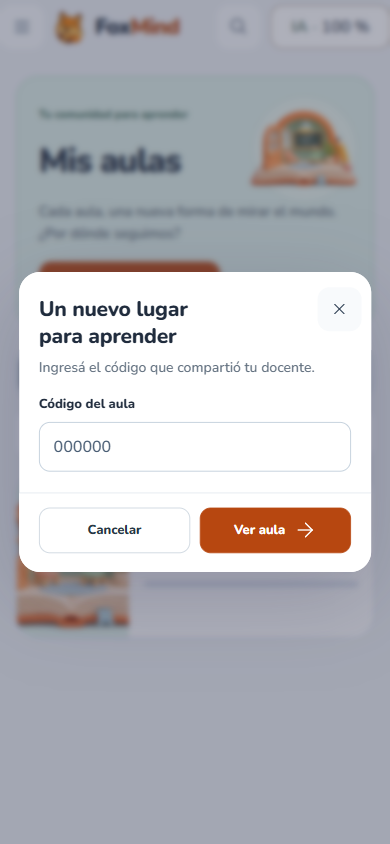 FoxMind
IA · 100 %
Tu comunidad para aprender
Mis aulas
Cada aula, una nueva forma de mirar el mundo.
¿Por dónde seguimos?
Un nuevo lugar
para aprender
Ingresá el código que compartió tu docente.
Código del aula
000000
Cancelar
Ver aula